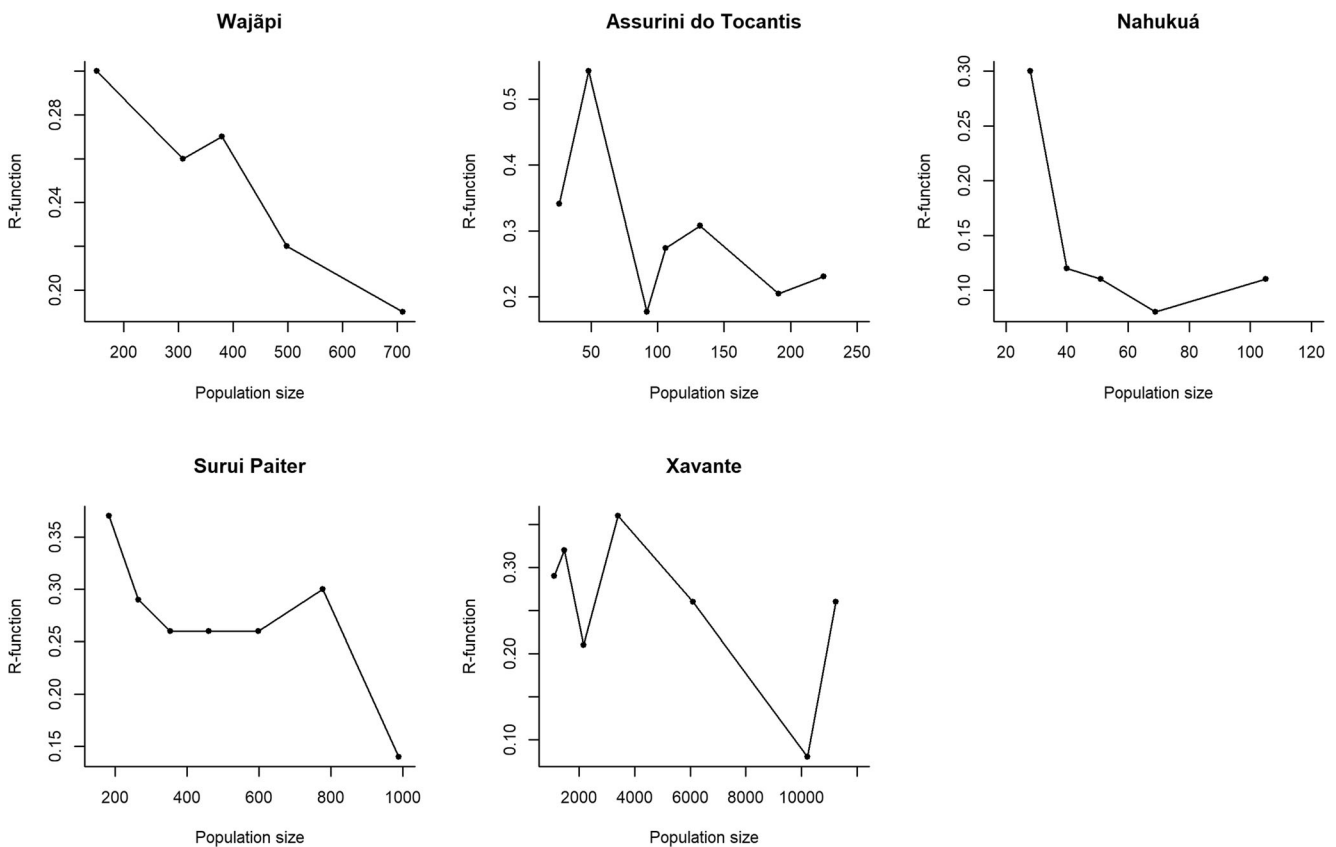 Wajãpi
R-function
0.28
0.24
0.20
200 300 400 500 600 700
Population size
Assurini do Tocantis
R-function
0.5
0.4
0.3
0.2
50 100 150 200 250
Population size
Nahukuá
R-function
0.30
0.25
0.20
0.15
0.10
20 40 60 80 100 120
Population size
Surui Paiter
R-function
0.35
0.30
0.25
0.20
0.15
200 400 600 800 1000
Population size
Xavante
R-function
0.30
0.20
0.10
2000 4000 6000 8000 10000
Population size